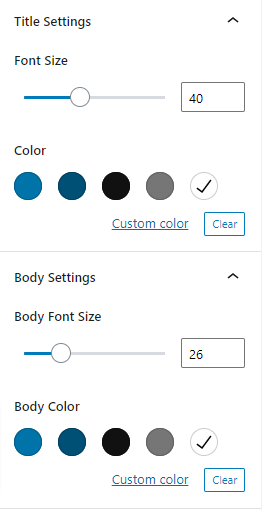 Title Settings
Font Size
40
Color
Custom color Clear
Body Settings
Body Font Size
26
Body Color
Custom color Clear